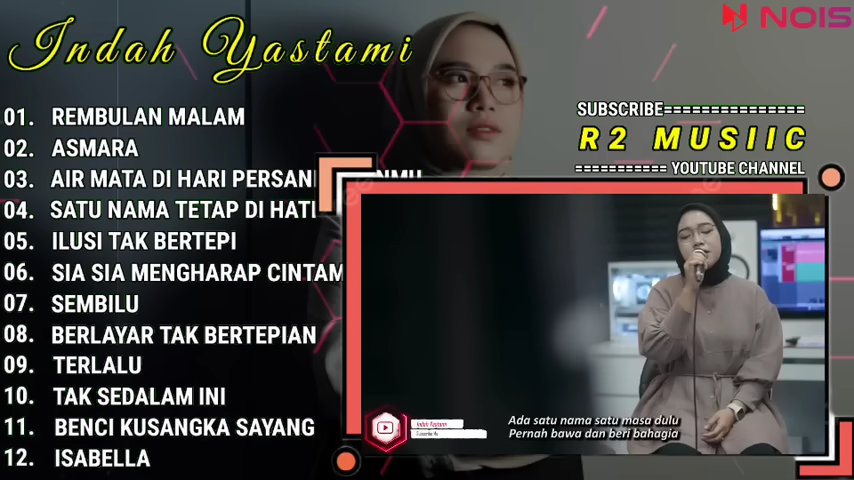 Indah Yastami
NOIS
01. REMBULAN MALAM
02. ASMARA
03. AIR MATA DI HARI
04. SATU NAMA TETAP DI HATI
05. ILUSI TAK BERTEPI
06. SIA SIA MENGHARAP
07. SEMBILU
08. BERLAYAR TAK BERTEPIAN
09. TERLALU
10. TAK SEDALAM INI
11. BENCI KUSANGKA SAYANG
12. ISABELLA
SUBSCRIBE===============
R2 MUSIIC
=========== YOUTUBE CHANNEL
Indah Yastami
Ada satu nama satu masa dulu
Pernah bawa dan beri bahagia